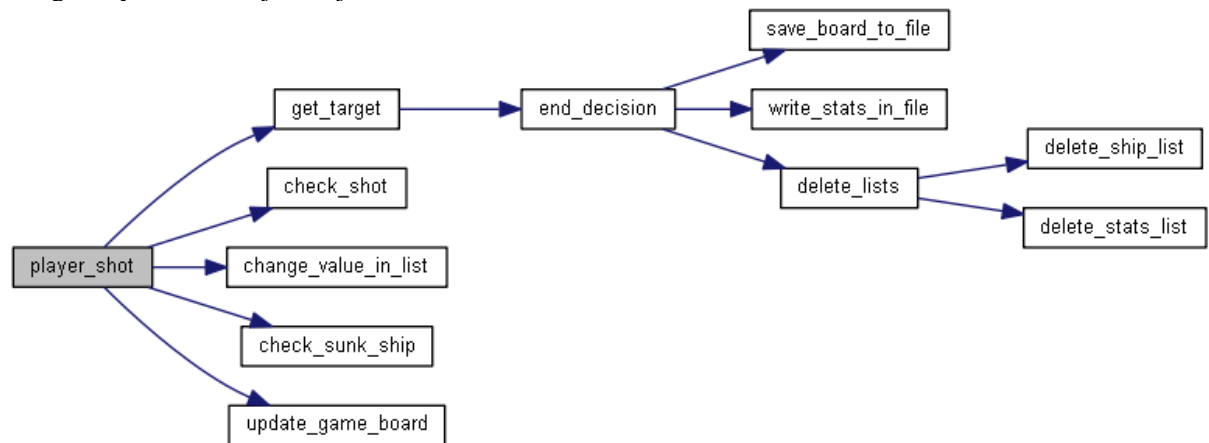 save_board_to_file
get_target
end_decision
write_stats_in_file
delete_ship_list
check_shot
delete_lists
delete_stats_list
player_shot
change_value_in_list
check_sunk_ship
update_game_board